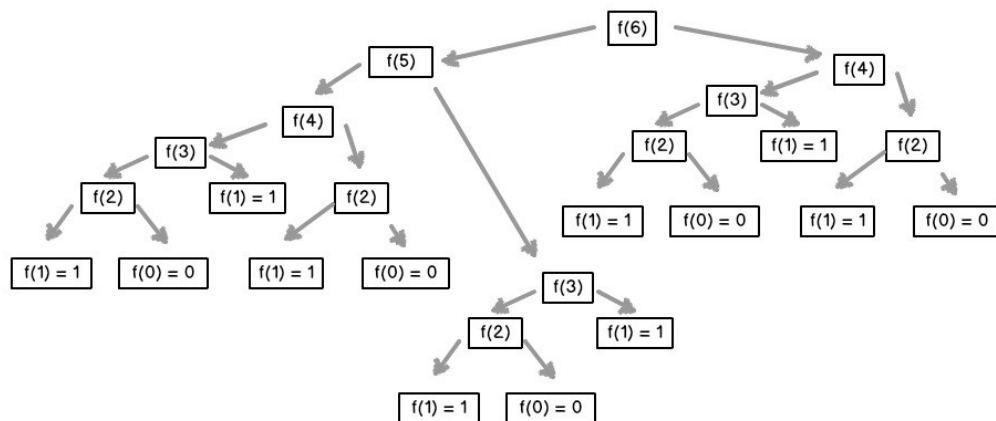 f(6)
f(5)
f(4)
f(3)
f(4)
f(2)
f(1) = 1
f(2)
f(3)
f(2)
f(1) = 1
f(2)
f(1) = 1
f(0) = 0
f(1) = 1
f(0) = 0
f(1) = 1
f(0) = 0
f(1) = 1
f(0) = 0
f(3)
f(2)
f(1) = 1
f(1) = 1
f(0) = 0